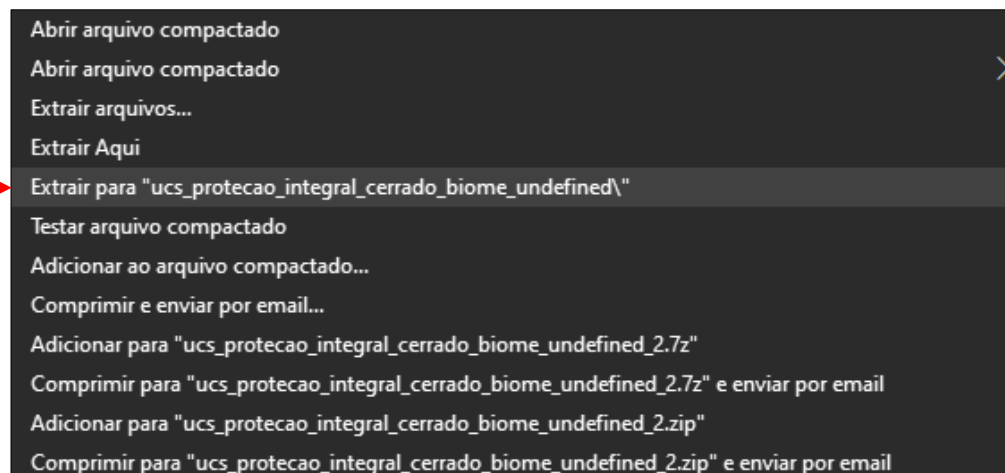 Abrir arquivo compactado
Abrir arquivo compactado
Extrair arquivos...
Extrair Aqui
Extrair para "ucs_protecao_integral_cerrado_biome_undefined\"
Testar arquivo compactado
Adicionar ao arquivo compactado...
Comprimir e enviar por email...
Adicionar para "ucs_protecao_integral_cerrado_biome_undefined_2.7z"
Comprimir para "ucs_protecao_integral_cerrado_biome_undefined_2.7z" e enviar por email
Adicionar para "ucs_protecao_integral_cerrado_biome_undefined_2.zip"
Comprimir para "ucs_protecao_integral_cerrado_biome_undefined_2.zip" e enviar por email